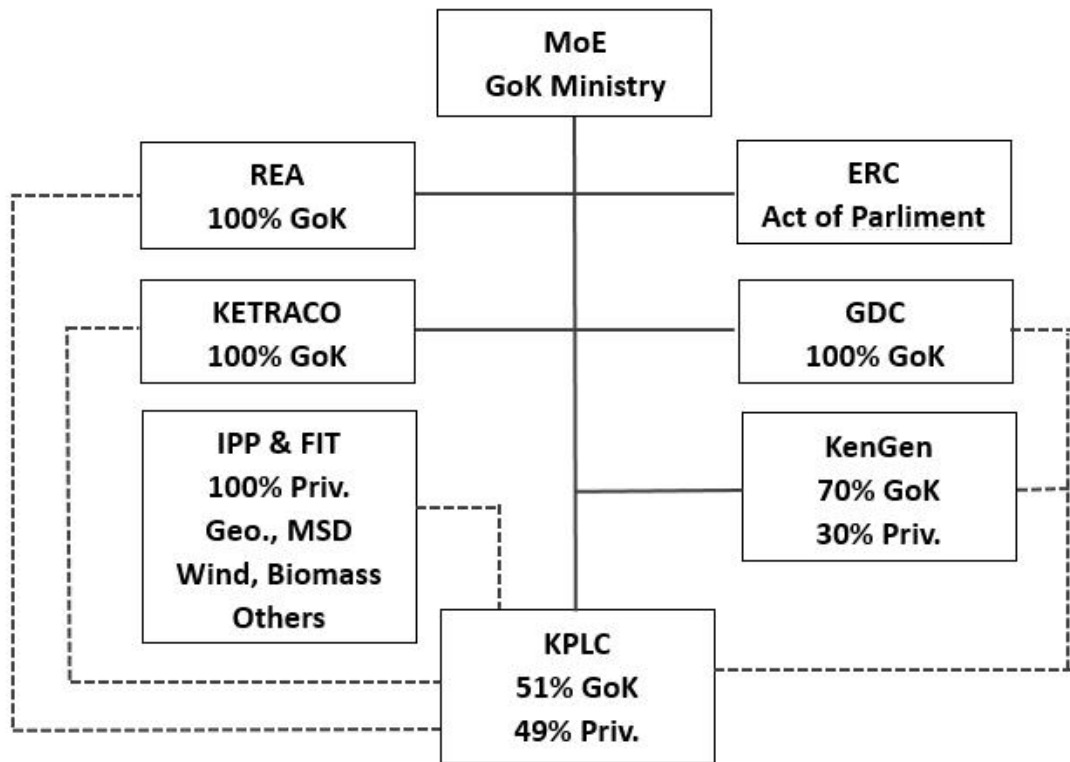 MoE
GoK Ministry
REA
100% GoK
ERC
Act of Parliment
KETRACO
100% GoK
GDC
100% GoK
IPP & FIT
100% Priv.
Geo., MSD
Wind, Biomass
Others
KenGen
70% GoK
30% Priv.
KPLC
51% GoK
49% Priv.